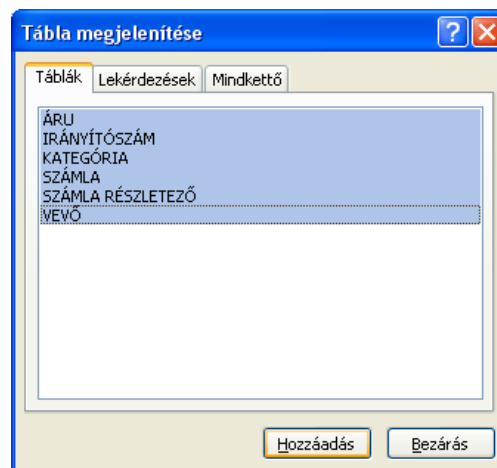 Tábla megjelenítése
Táblák Lekérdezések Mindkettő
ÁRU
IRÁNYÍTÓSZÁM
KATEGÓRIA
SZÁMLA
SZÁMLA RÉSZLETEZŐ
VEVŐ
Hozzáadás Bezárás